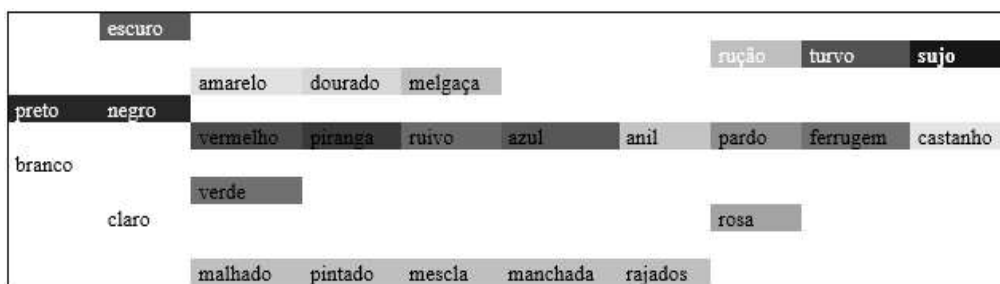 escuro
rução turvo sujo
amarelo dourado melgaça
preto negro
vermelho piranga ruivo azul anil pardo ferrugem castanho
branco
verde
claro rosa
malhado pintado mescla manchada rajados